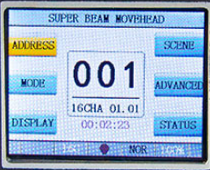 SUPER BEAM MOVEHEAD
ADDRESS
SCENE
001
MODE
ADVANCED
16CHA 01.01
DISPLAY
00:02:23
STATUS
NOR